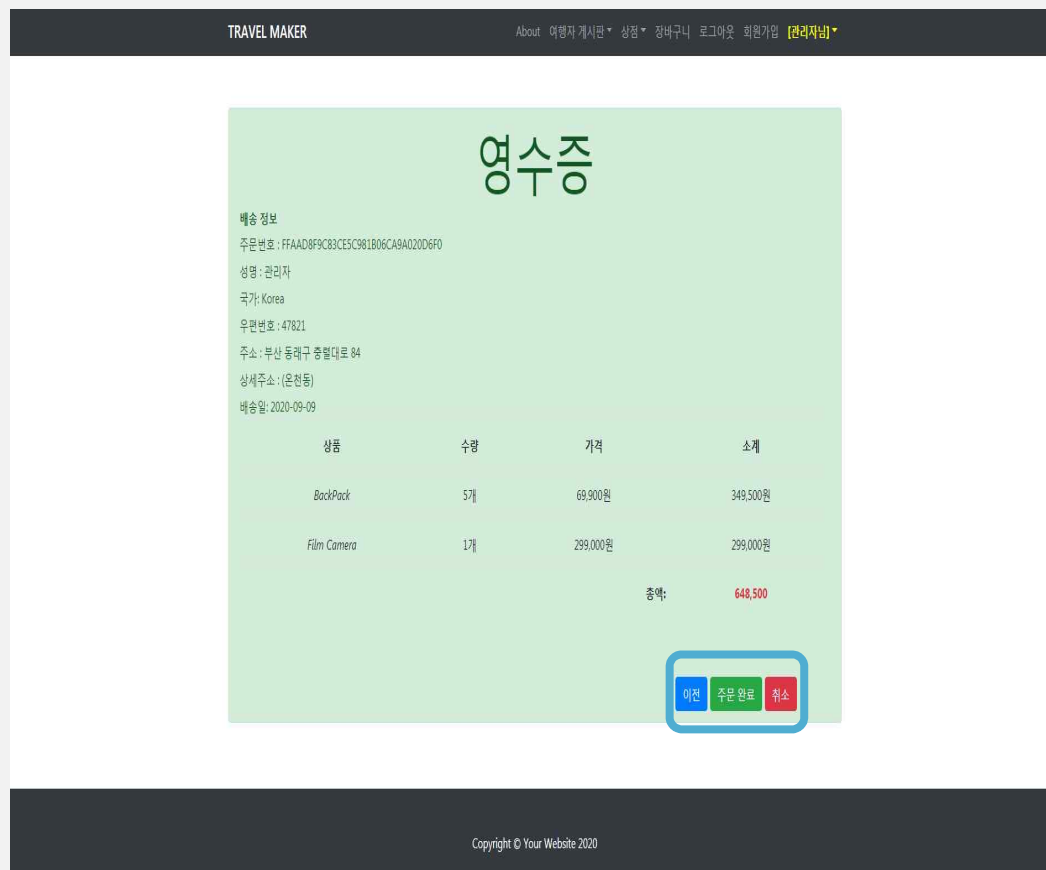 TRAVEL MAKER About 여행자 게시판 상점 장바구니 로그아웃 회원가입 [관리자님]
영수증
배송 정보
주문번호 : FFAAD8F9C83CE5C981B06CA9A020D6F0
성명 : 관리자
국가: Korea
우편번호 : 47821
주소 : 부산 동래구 충렬대로 84
상세주소 : (온천동)
배송일: 2020-09-09
상품 수량 가격 소계
BackPack 5개 69,900원 349,500원
Film Camera 1개 299,000원 299,000원
총액: 648,500
이전 주문 완료 취소
Copyright © Your Website 2020